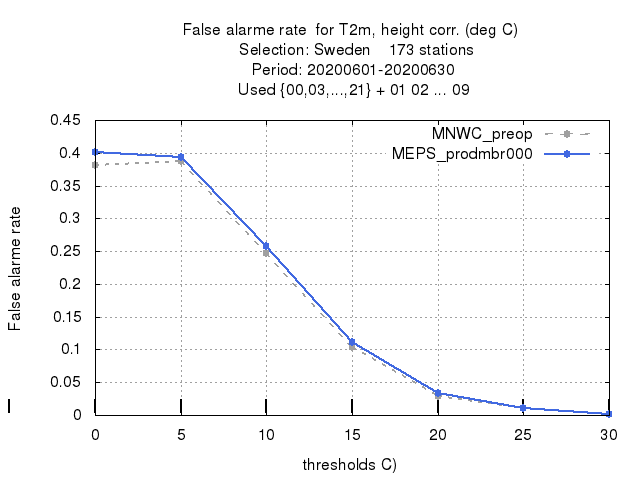 False alarme rate  for T2m, height corr. (deg C)
Selection: Sweden    173 stations
Period: 20200601-20200630
Used {00,03,...,21} + 01 02 ... 09
MNWC_preop
MEPS_prodmbr000
False alarme rate
0.45
0.4
0.35
0.3
0.25
0.2
0.15
0.1
0.05
0
0 5 10 15 20 25 30
thresholds C)